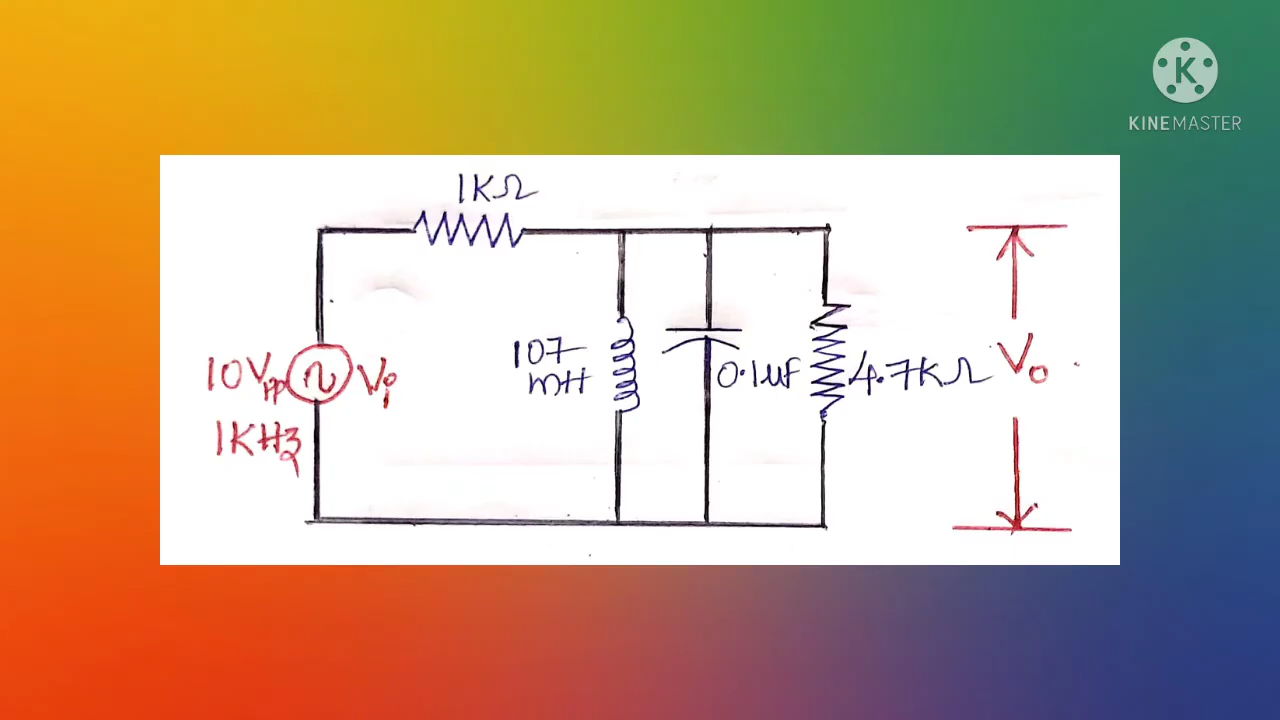 K
KINEMASTER
1KΩ
10Vpp
Vi
1KHz
107
mH
0.1uF
4.7KΩ
Vo